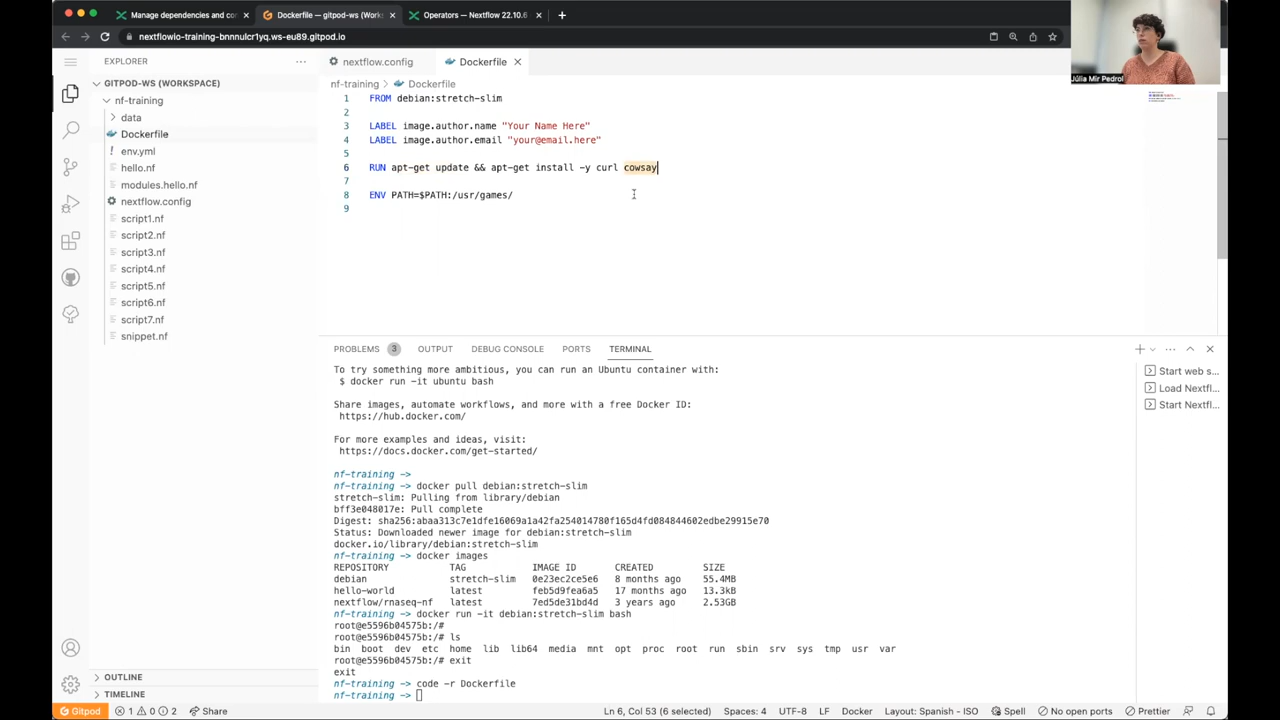 Manage dependencies and con
Dockerfile — gitpod-ws (Works
Operators — Nextflow 22.10.6
nextflowio-training-bnnnulcr1yq.ws-eu89.gitpod.io
Júlia Mir Pedrol
EXPLORER
nextflow.config
Dockerfile
GITPOD-WS (WORKSPACE)
nf-training
data
Dockerfile
env.yml
hello.nf
modules.hello.nf
nextflow.config
script1.nf
script2.nf
script3.nf
script4.nf
script5.nf
script6.nf
script7.nf
snippet.nf
OUTLINE
TIMELINE
nf-training > Dockerfile
1 FROM debian:stretch-slim
2
3 LABEL image.author.name "Your Name Here"
4 LABEL image.author.email "your@email.here"
5
6 RUN apt-get update && apt-get install -y curl cowsay
7
8 ENV PATH=$PATH:/usr/games/
9
PROBLEMS 3 OUTPUT DEBUG CONSOLE PORTS TERMINAL
Start web s...
Load Nextfl...
Start Nextfl...
To try something more ambitious, you can run an Ubuntu container with:
$ docker run -it ubuntu bash
Share images, automate workflows, and more with a free Docker ID:
https://hub.docker.com/
For more examples and ideas, visit:
https://docs.docker.com/get-started/
nf-training ->
nf-training -> docker pull debian:stretch-slim
stretch-slim: Pulling from library/debian
bff3e048017e: Pull complete
Digest: sha256:abaa313c7e1dfe16069a1a42fa254014780f165d4fd084844602edbe29915e70
Status: Downloaded newer image for debian:stretch-slim
docker.io/library/debian:stretch-slim
nf-training -> docker images
REPOSITORY TAG IMAGE ID CREATED SIZE
debian stretch-slim 0e23ec2ce5e6 8 months ago 55.4MB
hello-world latest feb5d9fea6a5 17 months ago 13.3kB
nextflow/rnaseq-nf latest 7ed5de31bd4d 3 years ago 2.53GB
nf-training -> docker run -it debian:stretch-slim bash
root@e5596b04575b:/#
root@e5596b04575b:/# ls
bin boot dev etc home lib lib64 media mnt opt proc root run sbin srv sys tmp usr var
root@e5596b04575b:/# exit
exit
nf-training -> code -r Dockerfile
nf-training ->
Gitpod 1 0 2 Share Ln 6, Col 53 (6 selected) Spaces: 4 UTF-8 LF Docker Layout: Spanish - ISO Spell No open ports Prettier